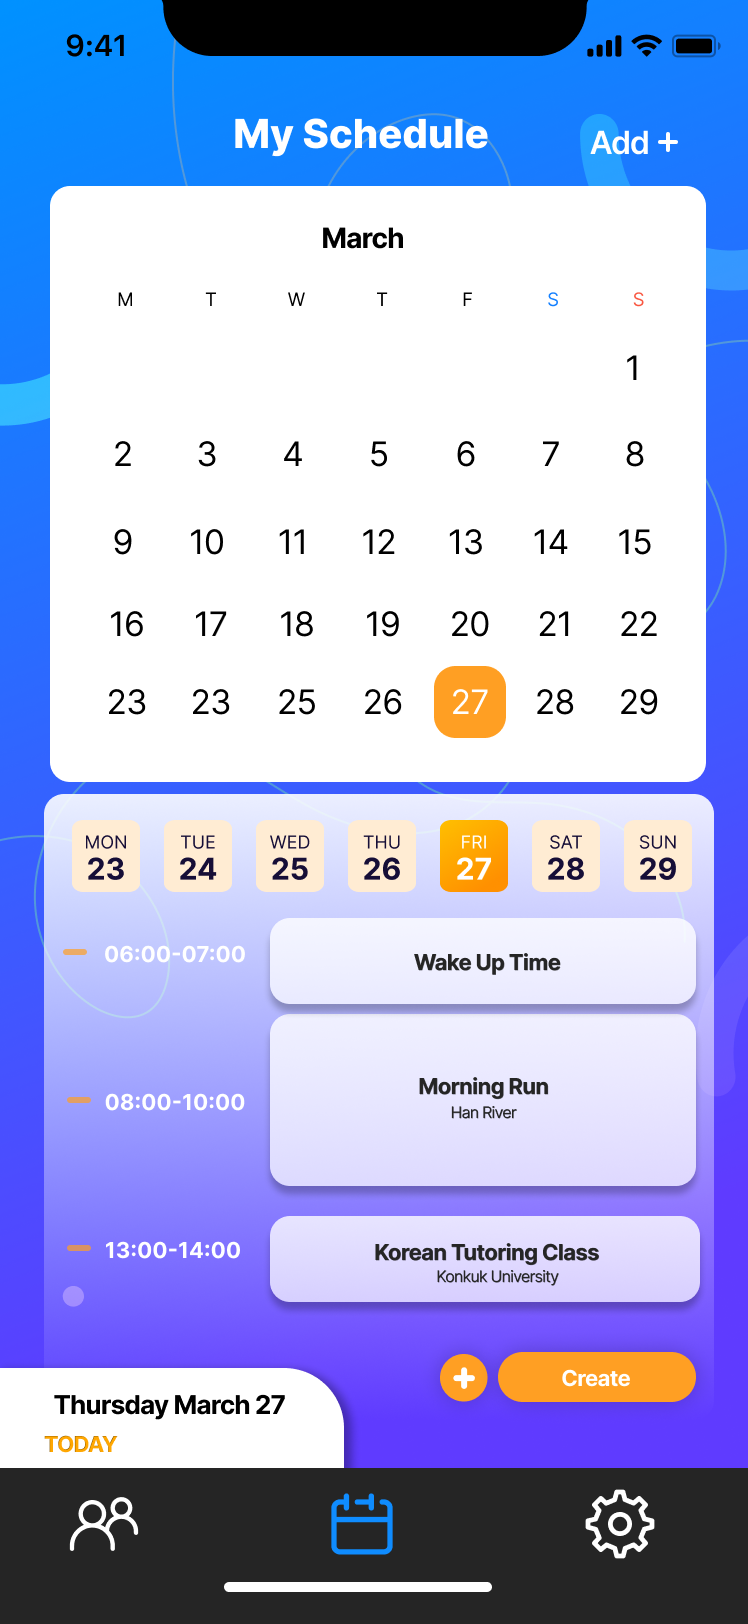 9:41
My Schedule
Add +
March
M T W T F S S
1
2 3 4 5 6 7 8
9 10 11 12 13 14 15
16 17 18 19 20 21 22
23 23 25 26 27 28 29
MON TUE WED THU FRI SAT SUN
23 24 25 26 27 28 29
06:00-07:00
Wake Up Time
08:00-10:00
Morning Run
Han River
13:00-14:00
Korean Tutoring Class
Konkuk University
Create
Thursday March 27
TODAY